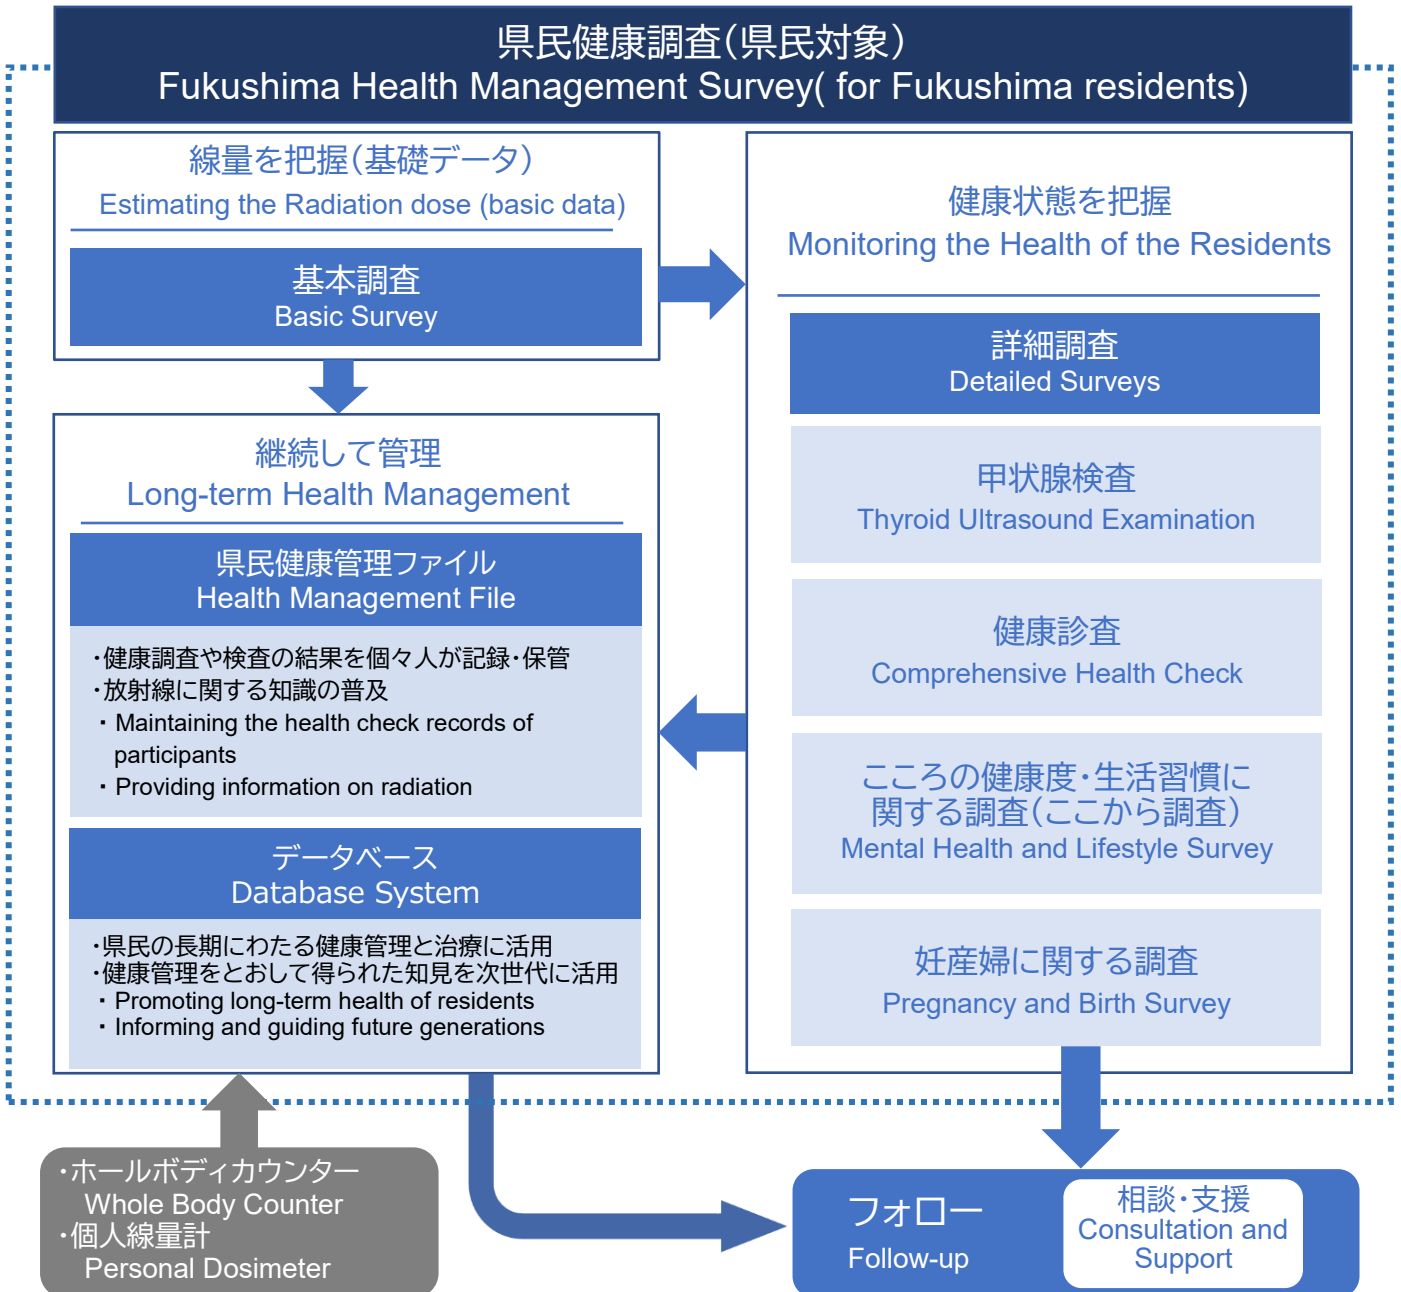 県民健康調査（県民対象）
Fukushima Health Management Survey( for Fukushima residents)
線量を把握（基礎データ）
Estimating the Radiation dose (basic data)
基本調査
Basic Survey
継続して管理
Long-term Health Management
県民健康管理ファイル
Health Management File
・健康調査や検査の結果を個々人が記録・保管
・放射線に関する知識の普及
・Maintaining the health check records of
participants
・Providing information on radiation
データベース
Database System
・県民の長期にわたる健康管理と治療に活用
・健康管理をとおして得られた知見を次世代に活用
・Promoting long-term health of residents
・Informing and guiding future generations
健康状態を把握
Monitoring the Health of the Residents
詳細調査
Detailed Surveys
甲状腺検査
Thyroid Ultrasound Examination
健康診査
Comprehensive Health Check
こころの健康度・生活習慣に
関する調査（ここから調査）
Mental Health and Lifestyle Survey
妊産婦に関する調査
Pregnancy and Birth Survey
・ホールボディカウンター
Whole Body Counter
・個人線量計
Personal Dosimeter
フォロー
Follow-up
相談・支援
Consultation and
Support